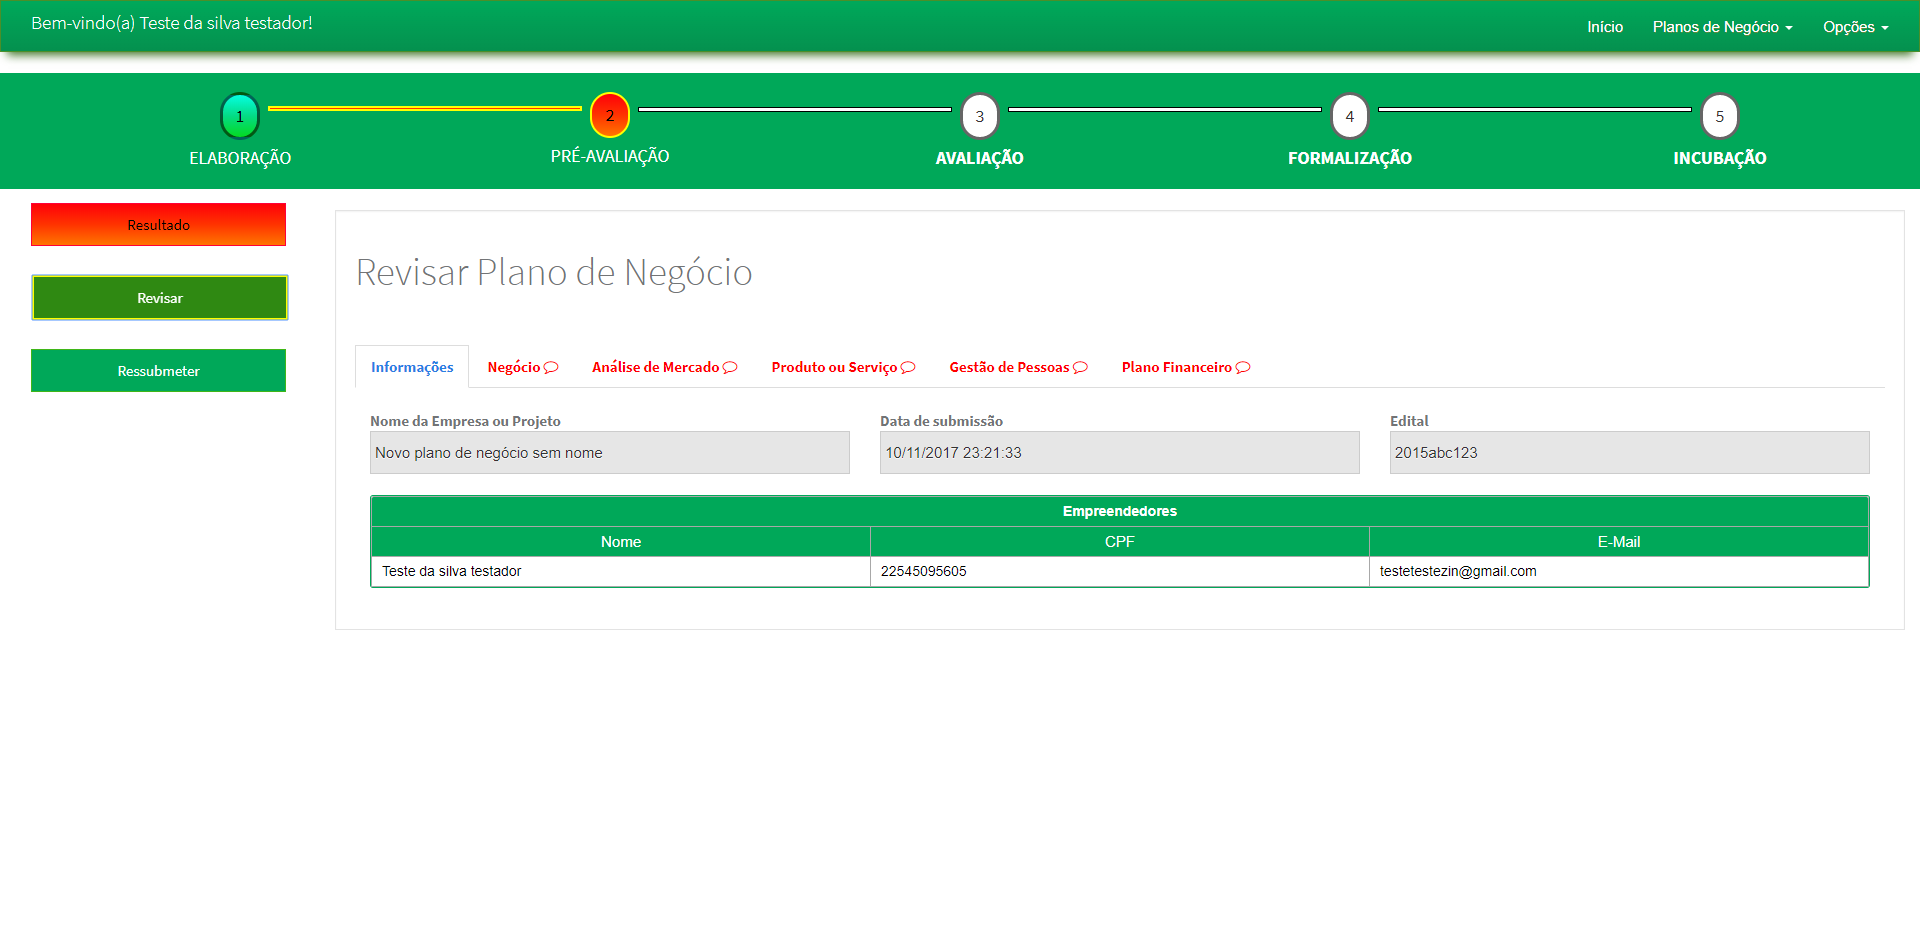 Bem-vindo(a) Teste da silva testador!
Início Planos de Negócio Opções
1 2 3 4 5
ELABORAÇÃO PRÉ-AVALIAÇÃO AVALIAÇÃO FORMALIZAÇÃO INCUBAÇÃO
Resultado
Revisar
Ressubmeter
Revisar Plano de Negócio
Informações Negócio Análise de Mercado Produto ou Serviço Gestão de Pessoas Plano Financeiro
Nome da Empresa ou Projeto Data de submissão Edital
Novo plano de negócio sem nome 10/11/2017 23:21:33 2015abc123
Empreendedores
Nome CPF E-Mail
Teste da silva testador 22545095605 testetestezin@gmail.com